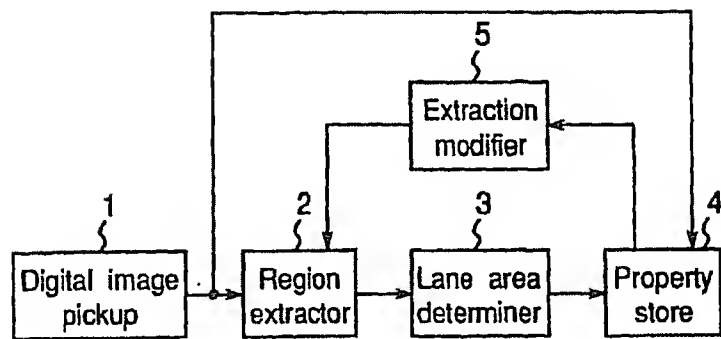 5
Extraction
modifier
1
2
3
4
Digital image
pickup
Region
extractor
Lane area
determiner
Property
store